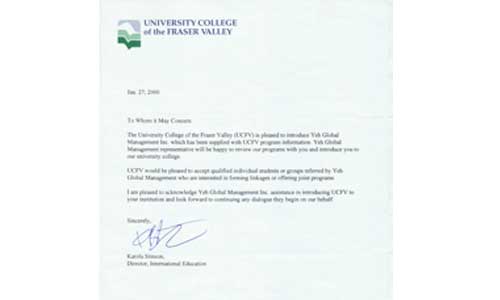 UNIVERSITY COLLEGE
of the FRASER VALLEY
27, 2000
To Whom it May Concern
The University College of the Fraser Valley (UCFV) is pleased to introduce Yeh Global
Management Inc. which has been supplied with UCFV program information. Yeh Global
Management representative will be happy to review our programs with you and introduce you to
our university college.
UCFV would be pleased to accept qualified individual students or groups referred by Yeh
Global Management who are interested in forming linkages or offering joint programs
I am pleased to acknowledge Yeh Global Management Inc. assistance in introducing UCFV to
your institution and look forward to continuing any dialogue they begin on our behalf
Sincerely,
Karola
Director, International Education